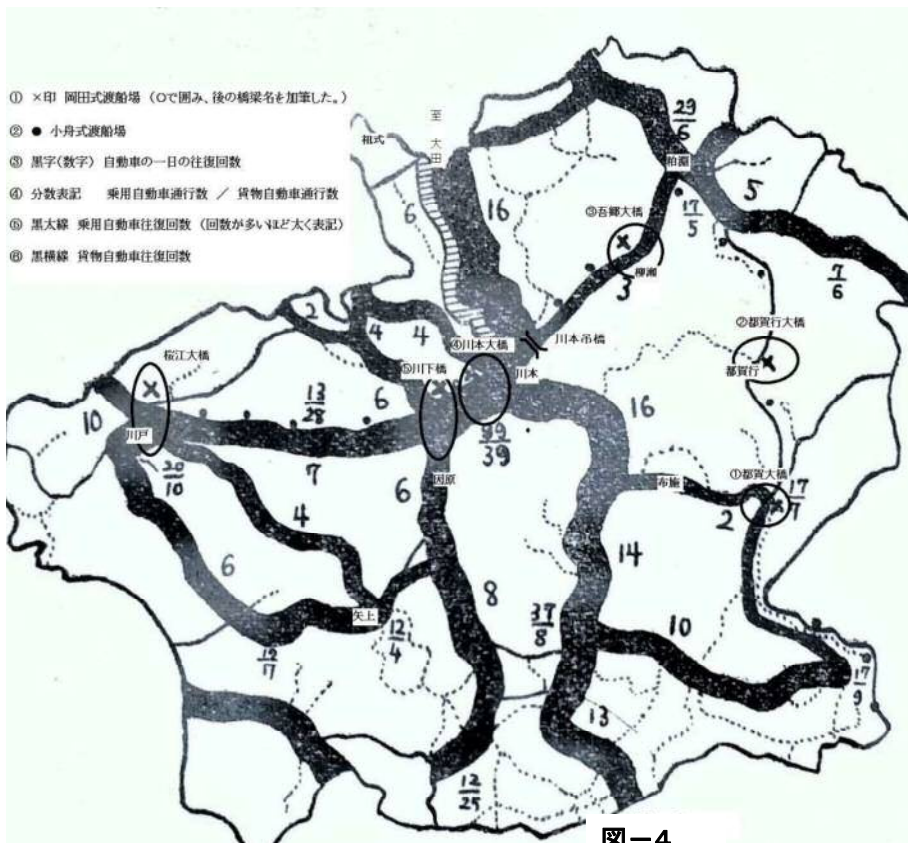 ① ×印 岡田式渡船場 (○で囲み、後の橋梁名を加筆した。)
② ● 小舟式渡船場
③ 黒字(数字) 自動車の一日の往復回数
④ 分数表記 乗用自動車通行数 / 貨物自動車通行数
⑤ 黒太線 乗用自動車往復回数 (回数が多いほど太く表記)
⑥ 黒横線 貨物自動車往復回数
至 大田
祖式
29/6
粕淵
5
6
16
③吾郷大橋
17/5
柳瀬
3
7/6
2
4
4
④川本大橋
川本吊橋
②都賀行大橋
都賀行
桜江大橋
⑤川下橋
川本
10
13/28
6
16
川戸
39/39
7
20/10
因原
6
布施
①都賀大橋
17/7
2
4
14
6
8
矢上
37/8
10
12/4
12/17
17/9
13
12/25
図-4